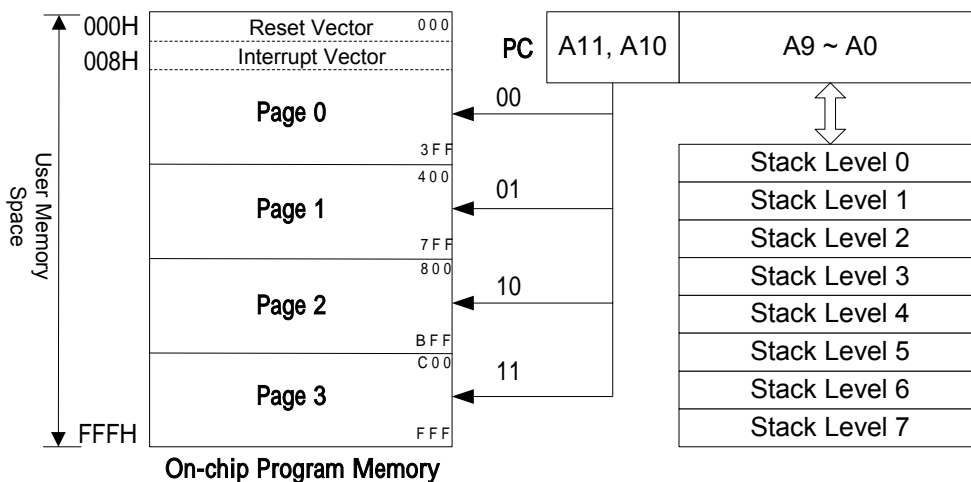 000H
Reset Vector
000
008H
Interrupt Vector
Page 0
3FF
400
Page 1
7FF
800
Page 2
BFF
C00
Page 3
FFFH
FFF
User Memory
Space
On-chip Program Memory
PC
A11, A10
A9 ~ A0
00
01
10
11
Stack Level 0
Stack Level 1
Stack Level 2
Stack Level 3
Stack Level 4
Stack Level 5
Stack Level 6
Stack Level 7